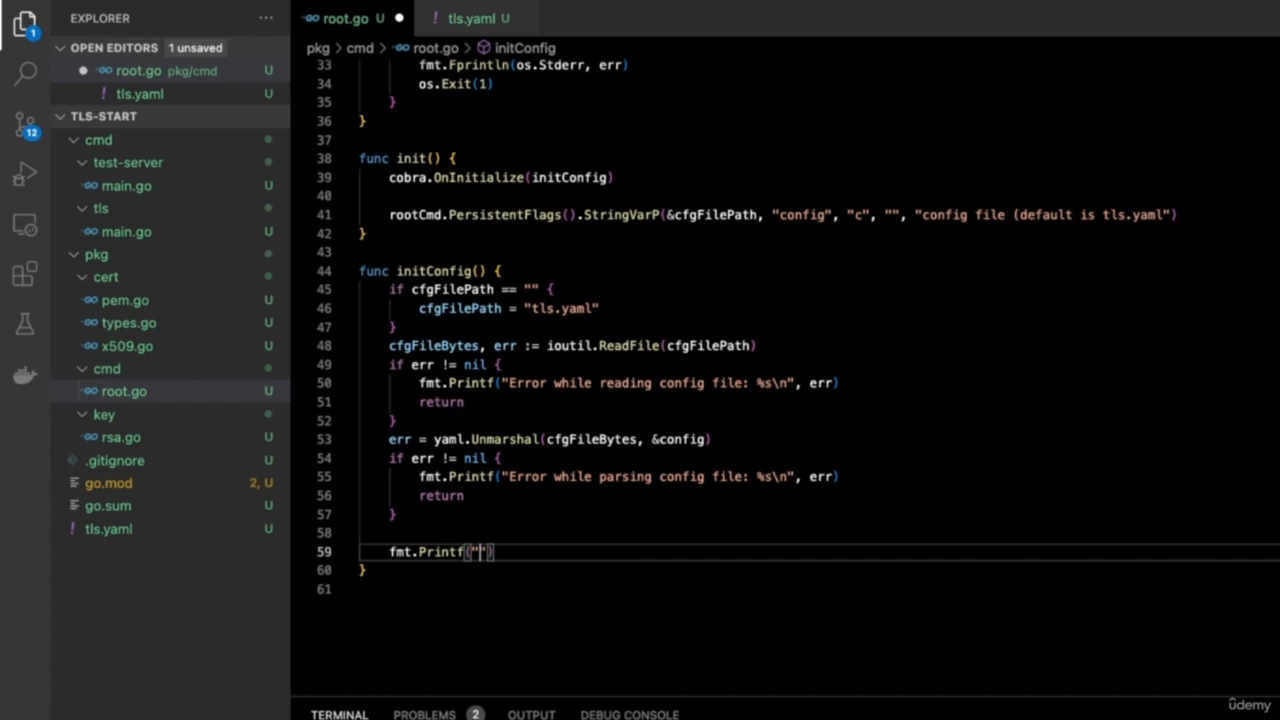 EXPLORER
root.go U
! tls.yaml U
OPEN EDITORS 1 unsaved
pkg > cmd > root.go > initConfig
root.go pkg/cmd U
! tls.yaml U
TLS-START
cmd
test-server
main.go U
tls
main.go U
pkg
cert
pem.go U
types.go U
x509.go U
cmd
root.go U
key
rsa.go U
.gitignore U
go.mod 2, U
go.sum U
! tls.yaml U
1
12
33 fmt.Fprintln(os.Stderr, err)
34 os.Exit(1)
35 }
36 }
37
38 func init() {
39 cobra.OnInitialize(initConfig)
40
41 rootCmd.PersistentFlags().StringVarP(&cfgFilePath, "config", "c", "", "config file (default is tls.yaml")
42 }
43
44 func initConfig() {
45 if cfgFilePath == "" {
46 cfgFilePath = "tls.yaml"
47 }
48 cfgFileBytes, err := ioutil.ReadFile(cfgFilePath)
49 if err != nil {
50 fmt.Printf("Error while reading config file: %s\n", err)
51 return
52 }
53 err = yaml.Unmarshal(cfgFileBytes, &config)
54 if err != nil {
55 fmt.Printf("Error while parsing config file: %s\n", err)
56 return
57 }
58
59 fmt.Printf("")
60 }
61
TERMINAL PROBLEMS 2 OUTPUT DEBUG CONSOLE
ûdemy